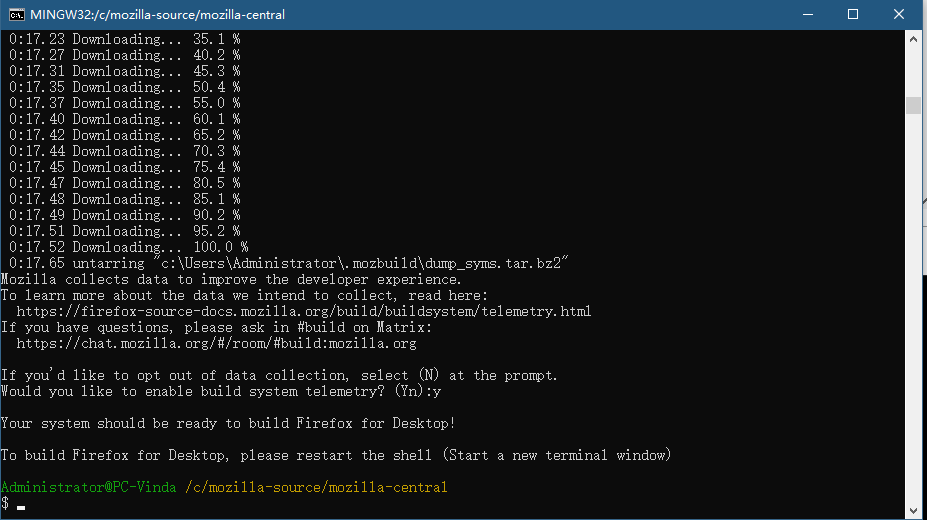 MINGW32:/c/mozilla-source/mozilla-central
0:17.23 Downloading... 35.1 %
0:17.27 Downloading... 40.2 %
0:17.31 Downloading... 45.3 %
0:17.35 Downloading... 50.4 %
0:17.37 Downloading... 55.0 %
0:17.40 Downloading... 60.1 %
0:17.42 Downloading... 65.2 %
0:17.44 Downloading... 70.3 %
0:17.45 Downloading... 75.4 %
0:17.47 Downloading... 80.5 %
0:17.48 Downloading... 85.1 %
0:17.49 Downloading... 90.2 %
0:17.51 Downloading... 95.2 %
0:17.52 Downloading... 100.0 %
0:17.65 untarring "c:\Users\Administrator\.mozbuild\dump_syms.tar.bz2"
Mozilla collects data to improve the developer experience.
To learn more about the data we intend to collect, read here:
https://firefox-source-docs.mozilla.org/build/buildsystem/telemetry.html
If you have questions, please ask in #build on Matrix:
https://chat.mozilla.org/#/room/#build:mozilla.org
If you'd like to opt out of data collection, select (N) at the prompt.
Would you like to enable build system telemetry? (Yn):y
Your system should be ready to build Firefox for Desktop!
To build Firefox for Desktop, please restart the shell (Start a new terminal window)
Administrator@PC-Vinda /c/mozilla-source/mozilla-central
$